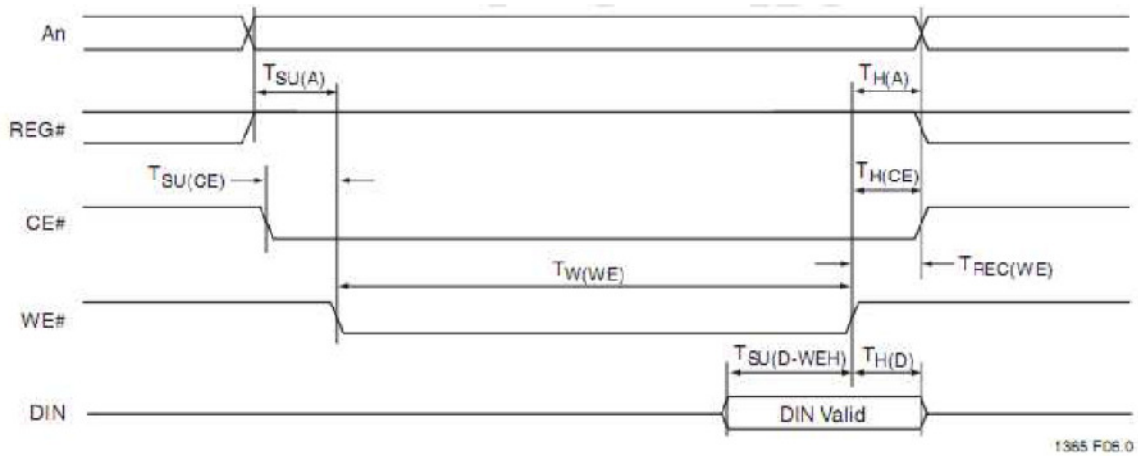 An
TSU(A)
TH(A)
REG#
TSU(CE)
TH(CE)
CE#
TW(WE)
TREC(WE)
WE#
TSU(D-WEH)
TH(D)
DIN
DIN Valid
1365 F08.0